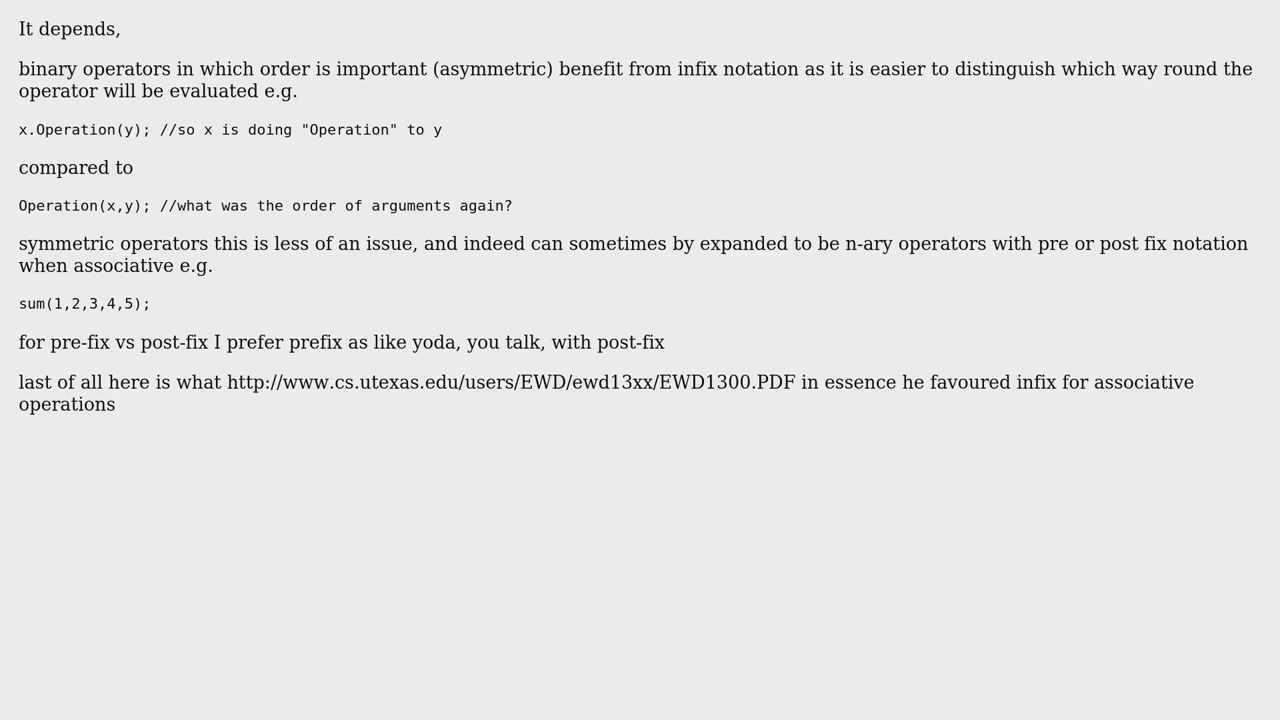 It depends,
binary operators in which order is important (asymmetric) benefit from infix notation as it is easier to distinguish which way round the
operator will be evaluated e.g.
x.Operation(y); //so x is doing "Operation" to y
compared to
Operation(x,y); //what was the order of arguments again?
symmetric operators this is less of an issue, and indeed can sometimes by expanded to be n-ary operators with pre or post fix notation
when associative e.g.
sum(1,2,3,4,5);
for pre-fix vs post-fix I prefer prefix as like yoda, you talk, with post-fix
last of all here is what http://www.cs.utexas.edu/users/EWD/ewd13xx/EWD1300.PDF in essence he favoured infix for associative
operations